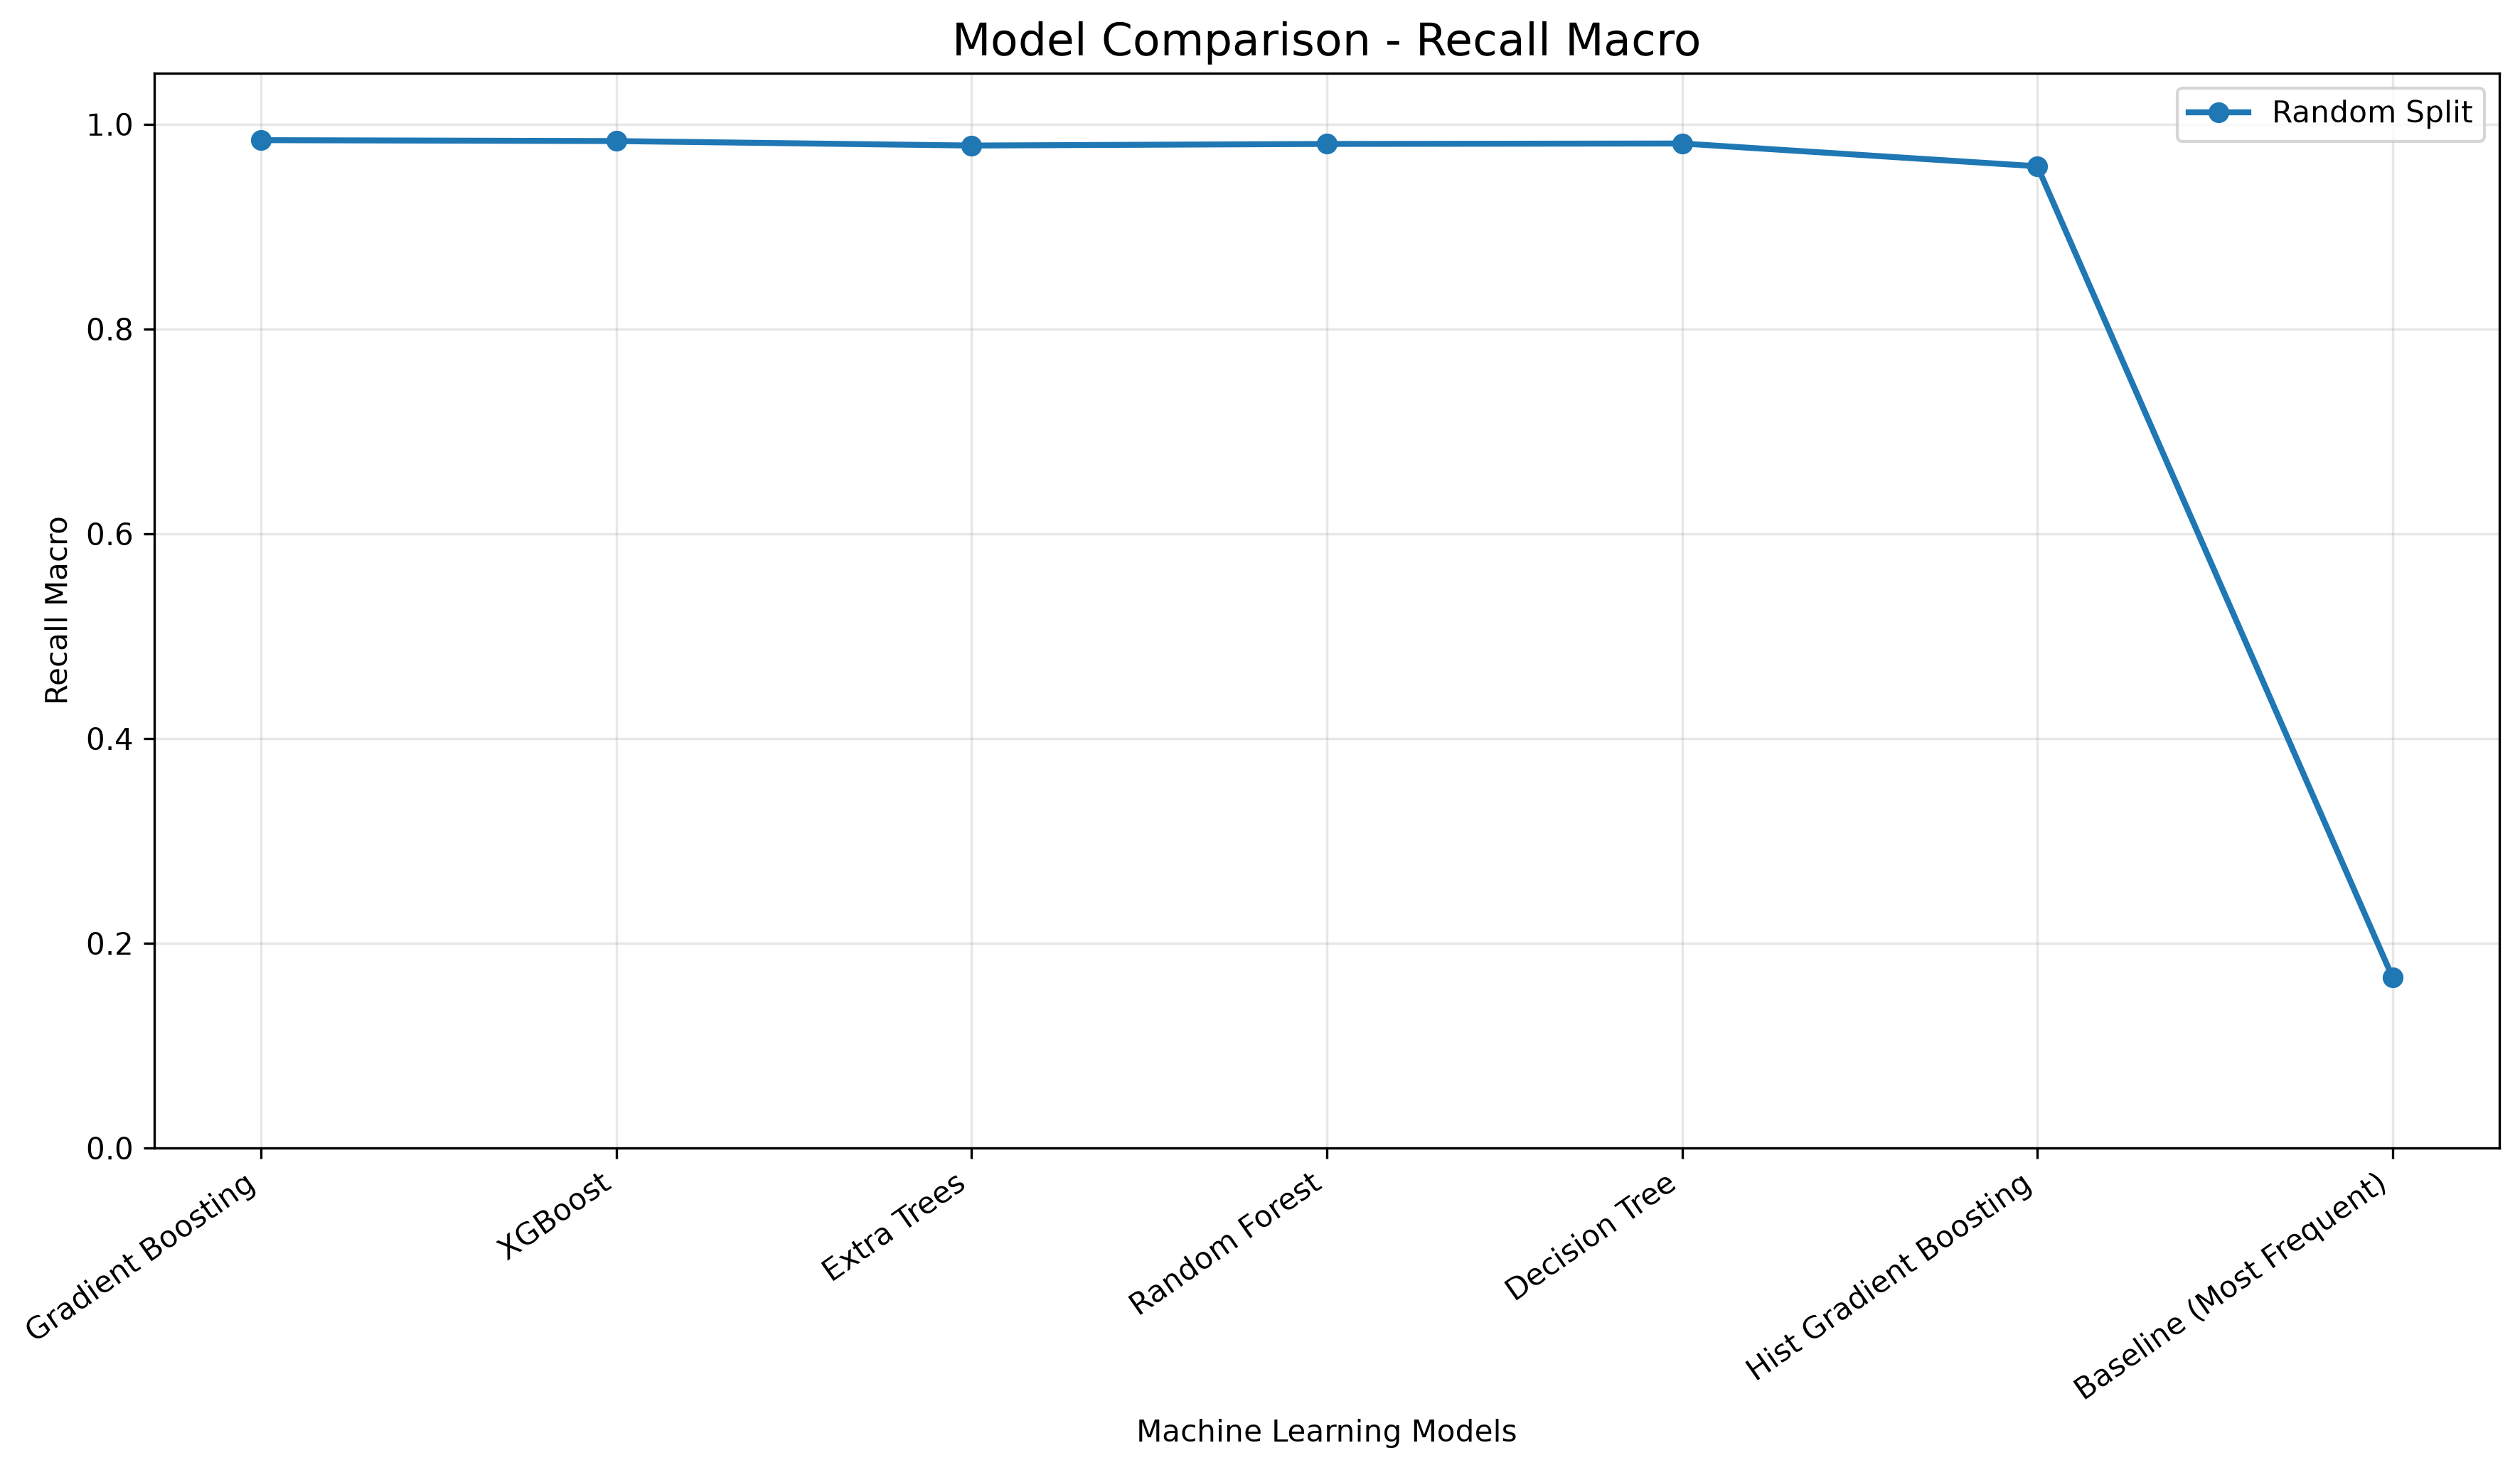 Model Comparison - Recall Macro
Random Split
Recall Macro
1.0
0.8
0.6
0.4
0.2
0.0
Gradient Boosting
XGBoost
Extra Trees
Random Forest
Decision Tree
Hist Gradient Boosting
Baseline (Most Frequent)
Machine Learning Models